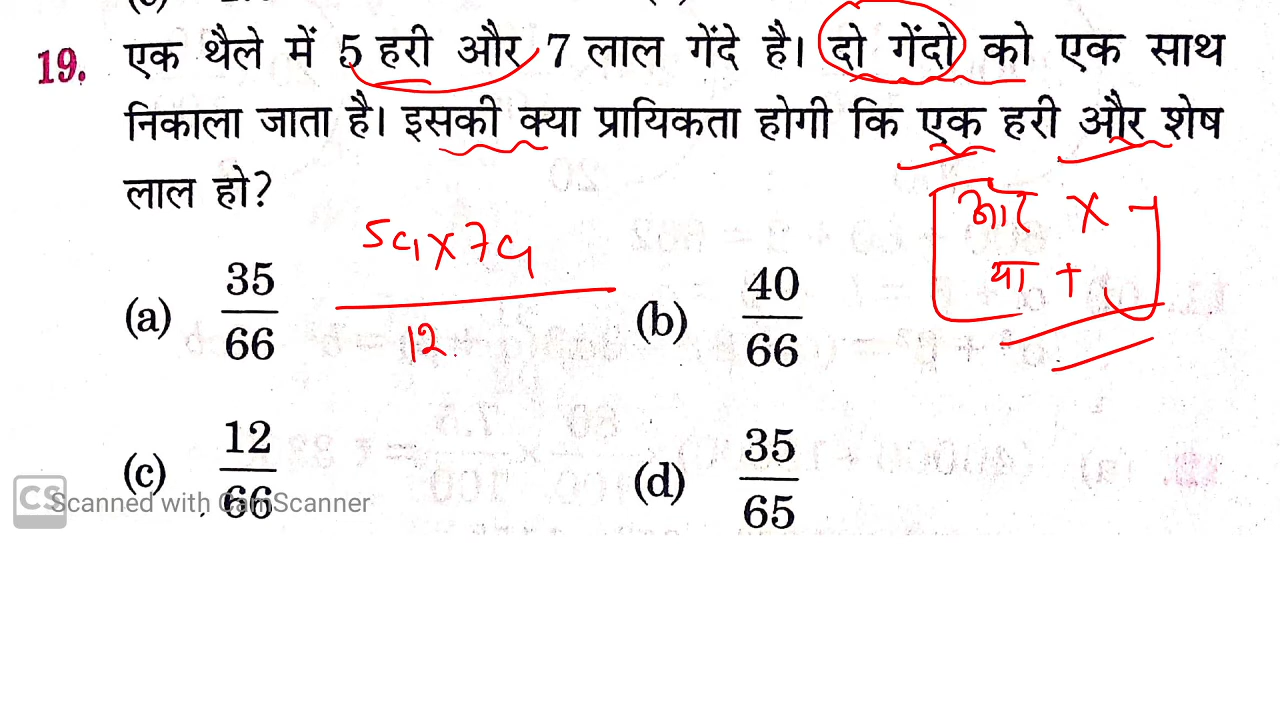 19. एक थैले में 5 हरी और 7 लाल गेंदे है। दो गेंदो को एक साथ
निकाला जाता है। इसकी क्या प्रायिकता होगी कि एक हरी और शेष
लाल हो?
और X
या +
5C1 X 7C1
12
(a) 35/66
(b) 40/66
(c) 12/66
(d) 35/65
CS Scanned with CamScanner